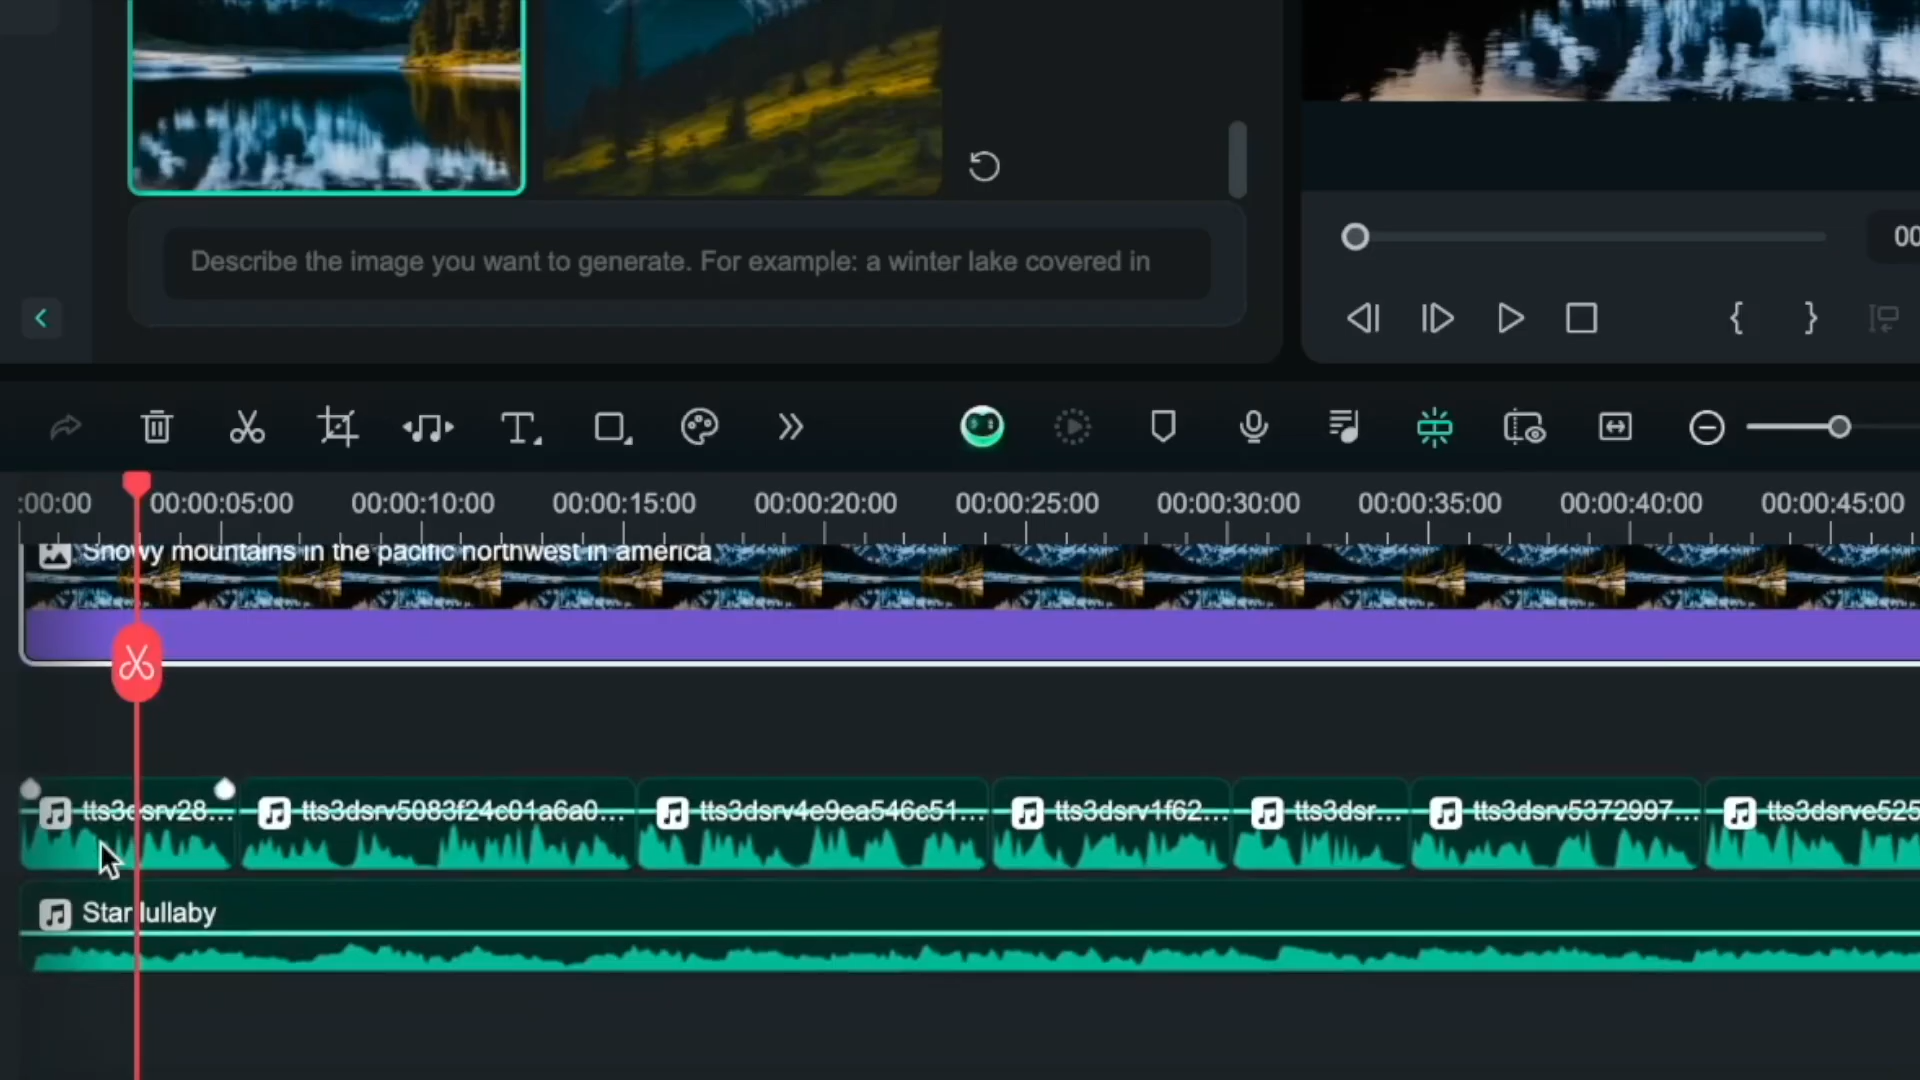 Describe the image you want to generate. For example: a winter lake covered in
00
:00:00 00:00:05:00 00:00:10:00 00:00:15:00 00:00:20:00 00:00:25:00 00:00:30:00 00:00:35:00 00:00:40:00 00:00:45:00
Snowy mountains in the pacific northwest in america
tts3dsrv28... tts3dsrv5083f24c01a6a0... tts3dsrv4e9ea546c51... tts3dsrv1f62... tts3dsr... tts3dsrv5372997... tts3dsrve525
Star lullaby